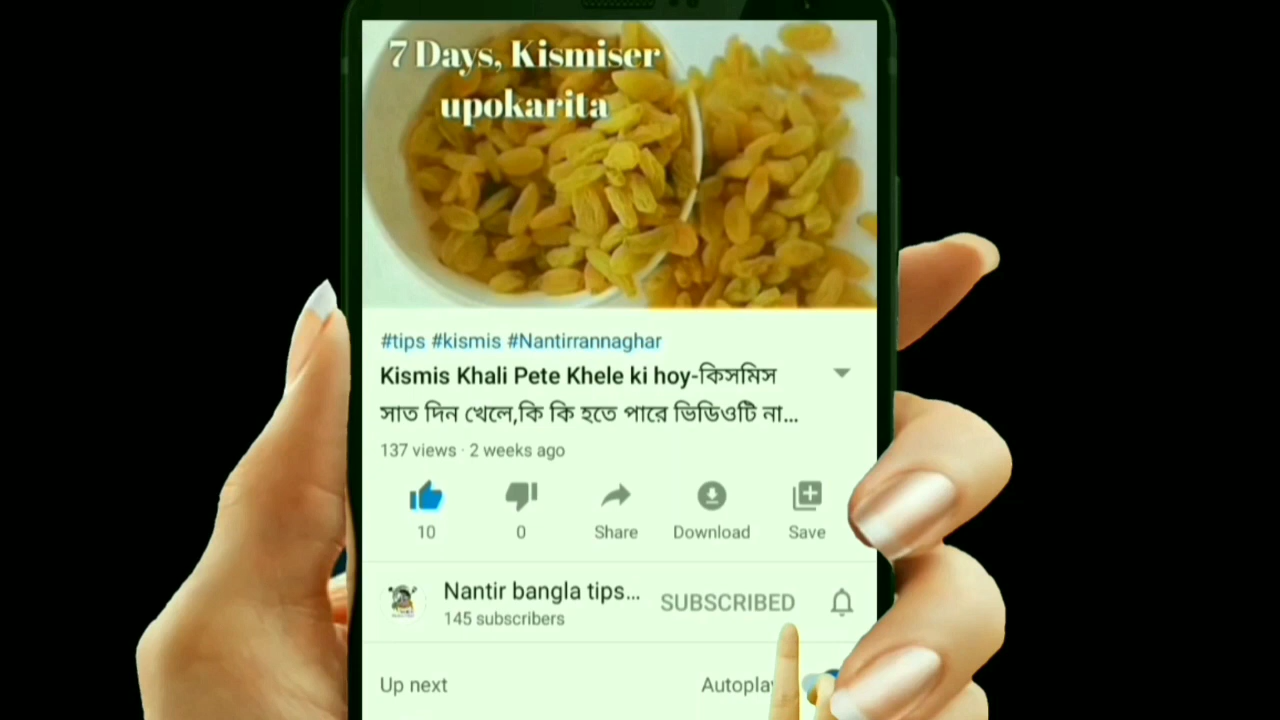 7 Days, Kismiser
upokarita
#tips #kismis #Nantirrannaghar
Kismis Khali Pete Khele ki hoy-কিসমিস
সাত দিন খেলে,কি কি হতে পারে ভিডিওটি না...
137 views · 2 weeks ago
10 0 Share Download Save
Nantir bangla tips... SUBSCRIBED
145 subscribers
Up next